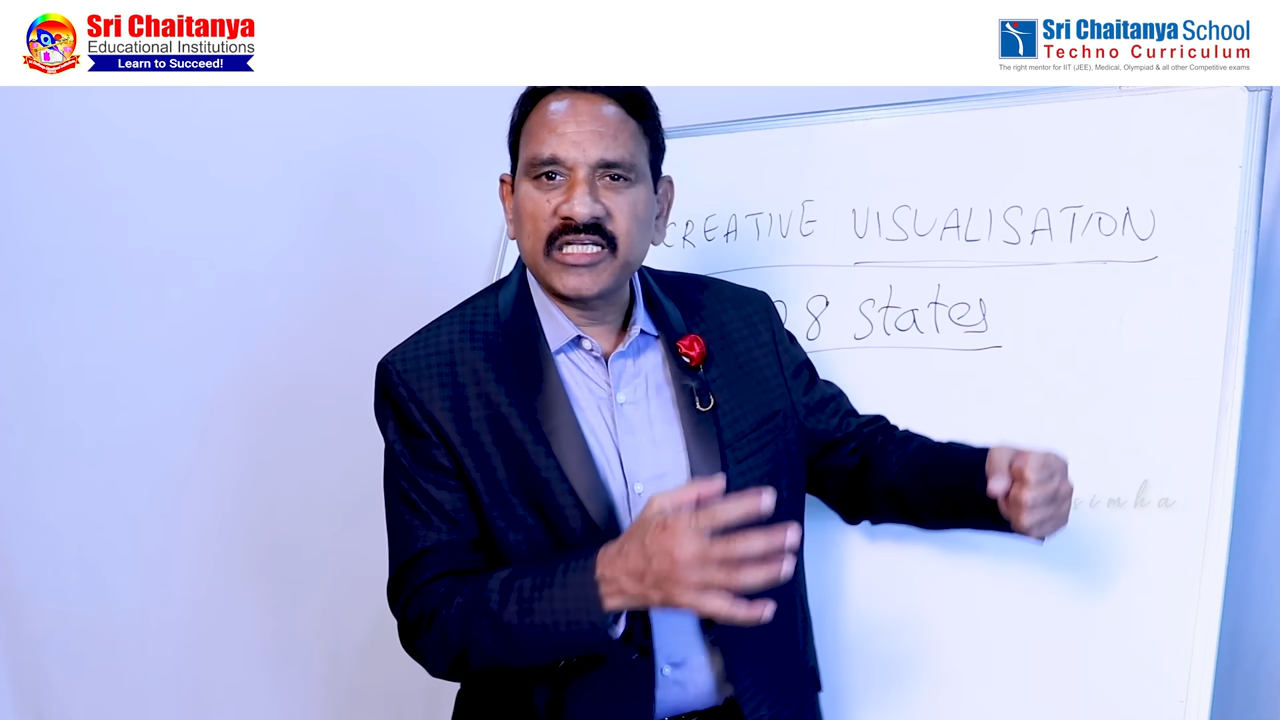 Sri Chaitanya
Educational Institutions
Learn to Succeed!
Sri Chaitanya School
Techno Curriculum
The right mentor for IIT (JEE), Medical, Olympiad & all other Competitive exams
CREATIVE VISUALISATION
8 states
simha